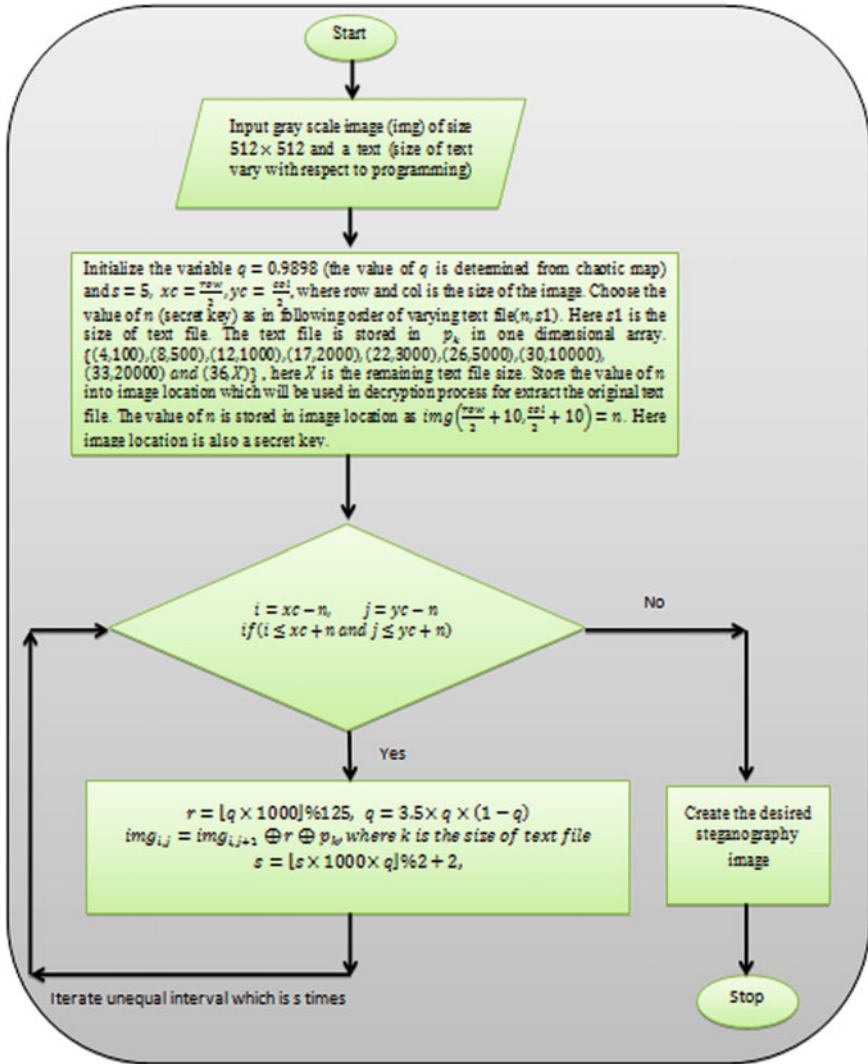 Start
Input gray scale image (img) of size
512 × 512 and a text (size of text
vary with respect to programming)
Initialize the variable q = 0.9898 (the value of q is determined from chaotic map)
and s = 5, xc = row/2, yc = col/2, where row and col is the size of the image. Choose the
value of n (secret key) as in following order of varying text file(n, s1). Here s1 is the
size of text file. The text file is stored in p_k in one dimensional array.
{(4,100),(8,500),(12,1000),(17,2000),(22,3000),(26,5000),(30,10000),
(33,20000) and (36,X)}, here X is the remaining text file size. Store the value of n
into image location which will be used in decryption process for extract the original text
file. The value of n is stored in image location as img(row/2 + 10, col/2 + 10) = n. Here
image location is also a secret key.
i = xc − n, j = yc − n
if(i ≤ xc + n and j ≤ yc + n)
No
Yes
r = ⌊q × 1000⌋%125, q = 3.5 × q × (1 − q)
img_{i,j} = img_{i,j+1} ⊕ r ⊕ p_k, where k is the size of text file
s = ⌊s × 1000 × q⌋%2 + 2,
Create the desired
steganography
image
Iterate unequal interval which is s times
Stop